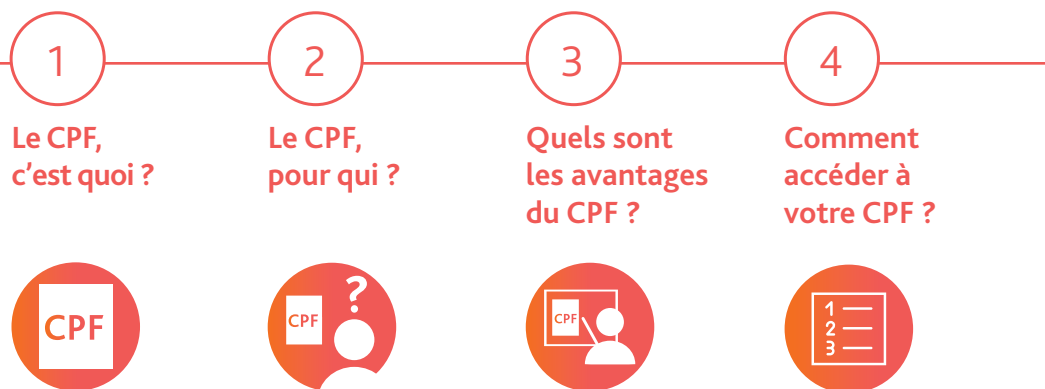 1
2
3
4
Le CPF,
c'est quoi ?
Le CPF,
pour qui ?
Quels sont
les avantages
du CPF ?
Comment
accéder à
votre CPF ?
CPF
CPF
?
CPF
1
2
3